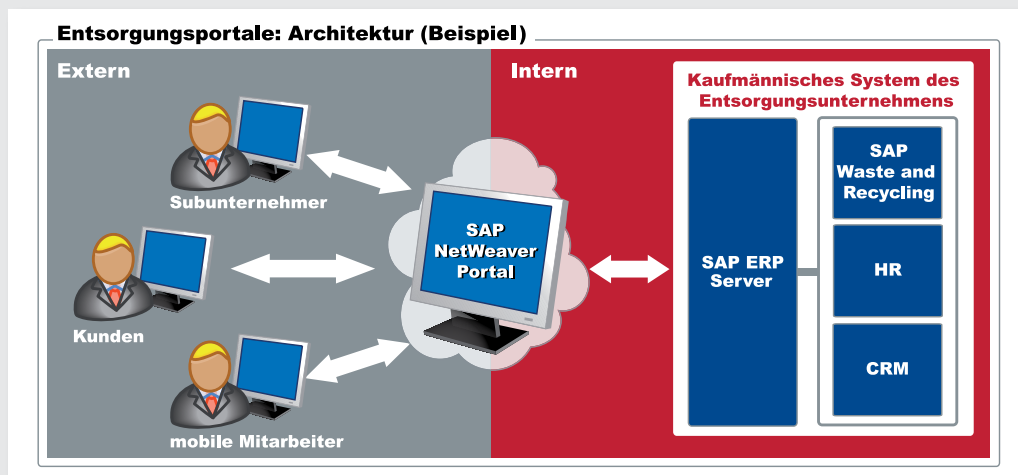 Entsorgungsportale: Architektur (Beispiel)
Extern
Intern
Subunternehmer
Kunden
mobile Mitarbeiter
SAP
NetWeaver
Portal
Kaufmännisches System des
Entsorgungsunternehmens
SAP ERP
Server
SAP
Waste and
Recycling
HR
CRM